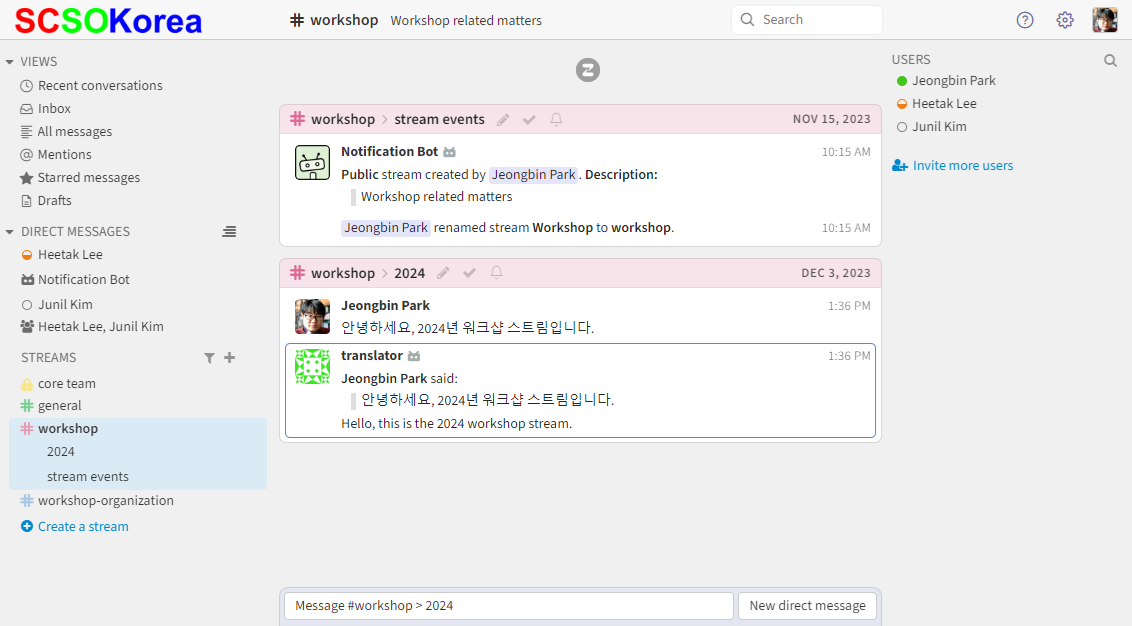 SCSOKorea
# workshop Workshop related matters
Search
VIEWS
Recent conversations
Inbox
All messages
Mentions
Starred messages
Drafts
DIRECT MESSAGES
Heetak Lee
Notification Bot
Junil Kim
Heetak Lee, Junil Kim
STREAMS
core team
# general
# workshop
2024
stream events
# workshop-organization
Create a stream
Z
# workshop > stream events NOV 15, 2023
Notification Bot 10:15 AM
Public stream created by Jeongbin Park. Description:
Workshop related matters
Jeongbin Park renamed stream Workshop to workshop. 10:15 AM
# workshop > 2024 DEC 3, 2023
Jeongbin Park 1:36 PM
안녕하세요, 2024년 워크샵 스트림입니다.
translator 1:36 PM
Jeongbin Park said:
안녕하세요, 2024년 워크샵 스트림입니다.
Hello, this is the 2024 workshop stream.
Message #workshop > 2024
New direct message
USERS
Jeongbin Park
Heetak Lee
Junil Kim
Invite more users